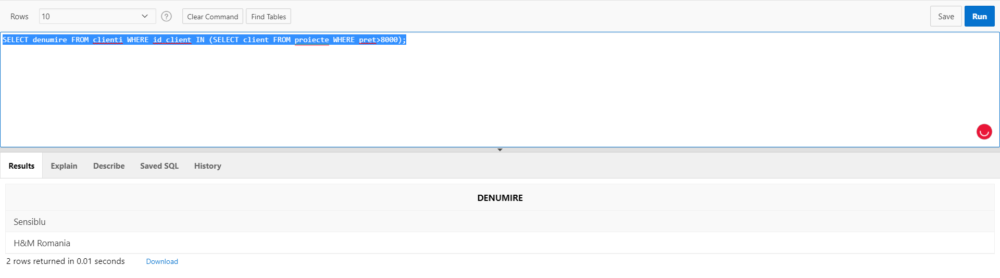 Rows 10 ? Clear Command Find Tables Save Run
SELECT denumire FROM clienti WHERE id_client IN (SELECT client FROM proiecte WHERE pret>8000);
Results Explain Describe Saved SQL History
DENUMIRE
Sensiblu
H&M Romania
2 rows returned in 0.01 seconds Download